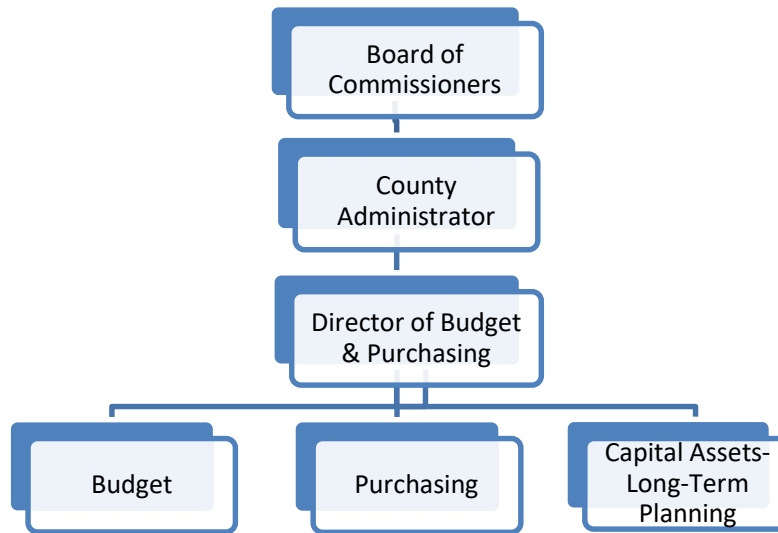 Board of
Commissioners
County
Administrator
Director of Budget
& Purchasing
Budget
Purchasing
Capital Assets-
Long-Term
Planning